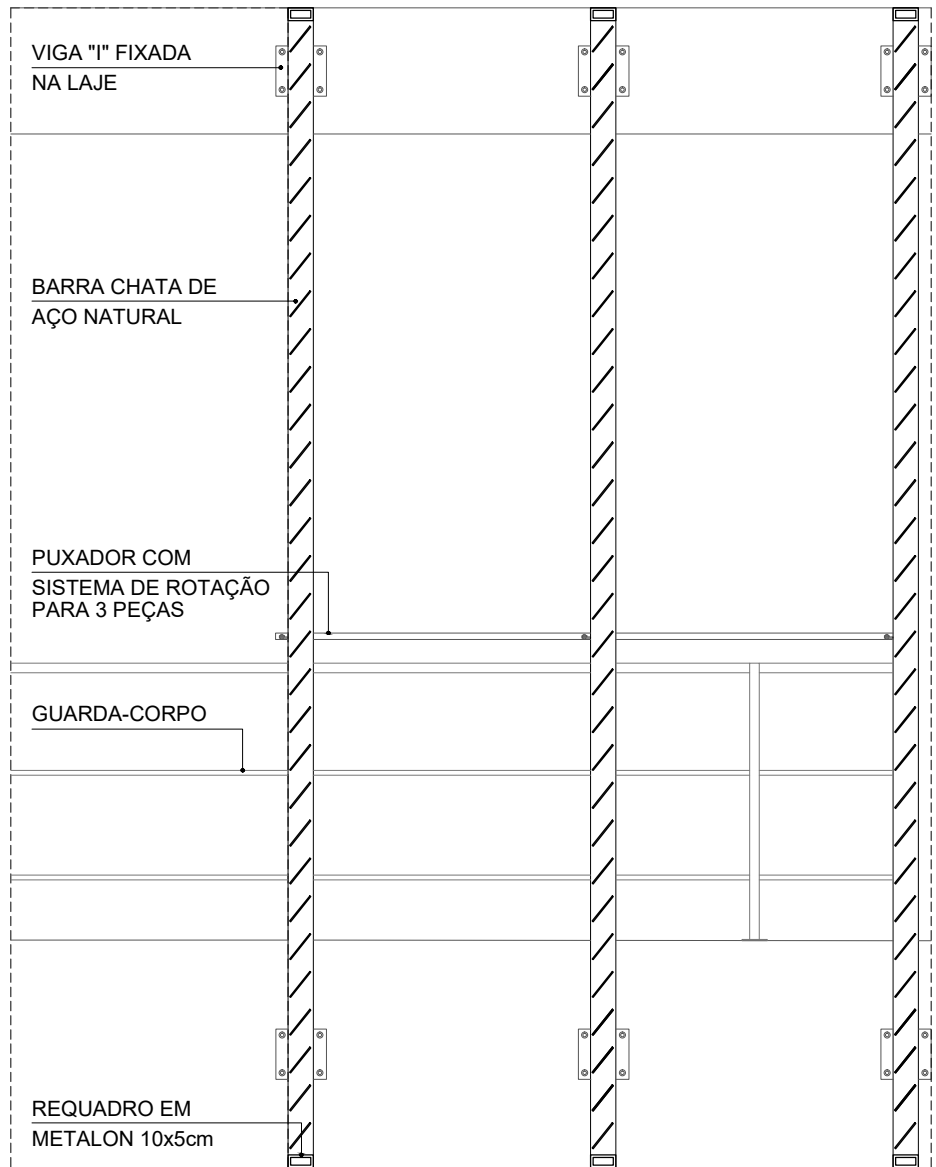 VIGA "I" FIXADA
NA LAJE
BARRA CHATA DE
AÇO NATURAL
PUXADOR COM
SISTEMA DE ROTAÇÃO
PARA 3 PEÇAS
GUARDA-CORPO
REQUADRO EM
METALON 10x5cm